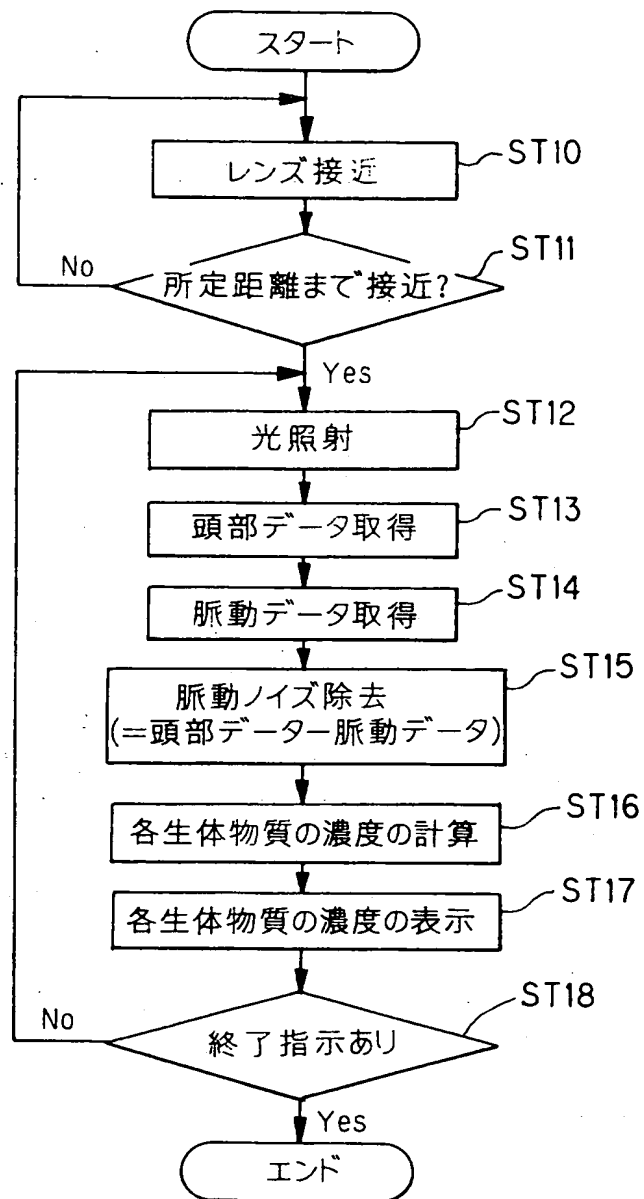 スタート
レンズ接近
ST10
所定距離まで接近?
ST11
No
Yes
光照射
ST12
頭部データ取得
ST13
脈動データ取得
ST14
脈動ノイズ除去
(=頭部データー脈動データ)
ST15
各生体物質の濃度の計算
ST16
各生体物質の濃度の表示
ST17
終了指示あり
ST18
No
Yes
エンド